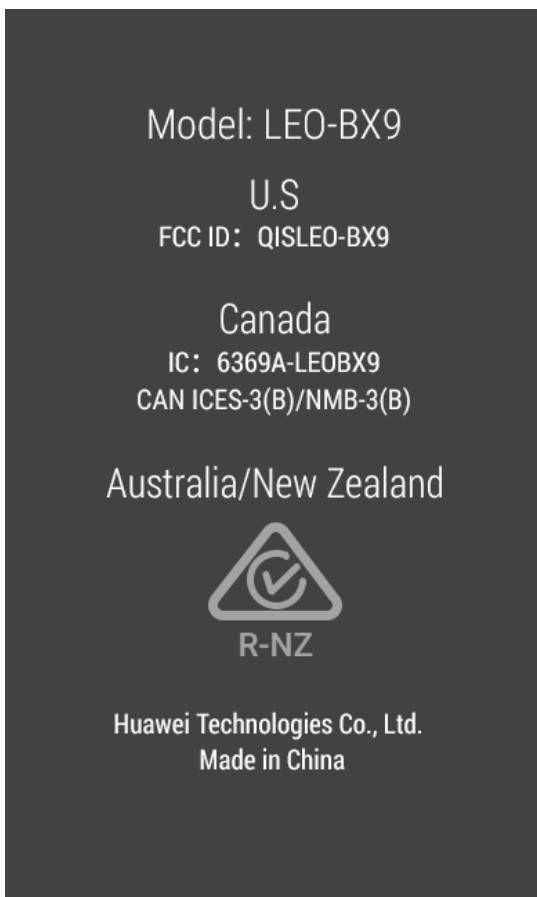 Model: LEO-BX9
U.S
FCC ID：QISLEO-BX9
Canada
IC：6369A-LEOBX9
CAN ICES-3(B)/NMB-3(B)
Australia/New Zealand
R-NZ
Huawei Technologies Co., Ltd.
Made in China